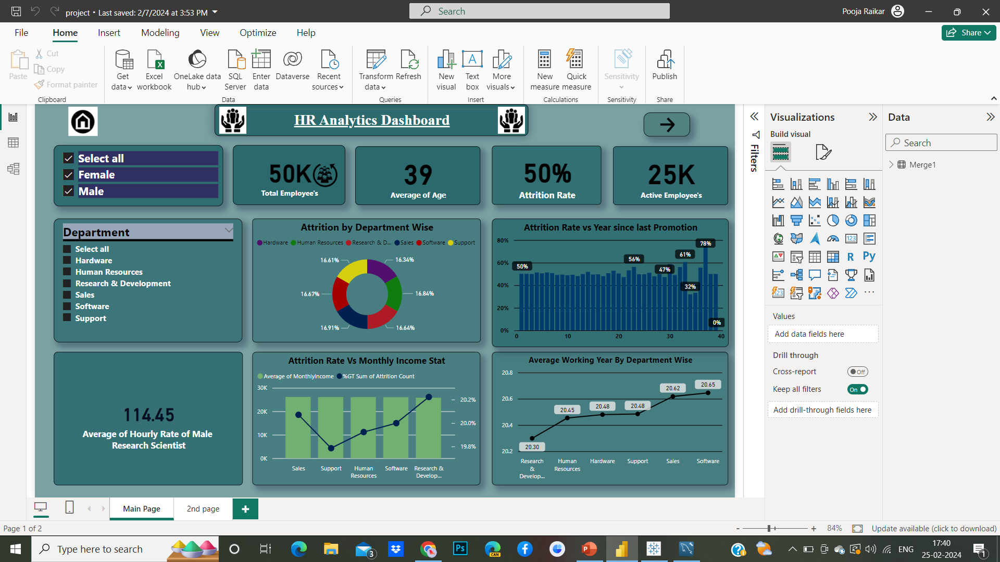 project • Last saved: 2/7/2024 at 3:53 PM
Search
Pooja Raikar
File Home Insert Modeling View Optimize Help
Share
Paste
Cut
Copy
Format painter
Clipboard
Get data
Excel workbook
OneLake data hub
SQL Server
Enter data
Dataverse
Recent sources
Data
Transform data
Refresh
Queries
New visual
Text box
More visuals
Insert
New measure
Quick measure
Calculations
Sensitivity
Sensitivity
Publish
Share
HR Analytics Dashboard
Select all
Female
Male
50K
Total Employee's
39
Average of Age
50%
Attrition Rate
25K
Active Employee's
Department
Select all
Hardware
Human Resources
Research & Development
Sales
Software
Support
Attrition by Department Wise
Hardware Human Resources Research & D... Sales Software Support
16.61% 16.34%
16.67% 16.84%
16.91% 16.64%
Attrition Rate vs Year since last Promotion
80%
60%
40%
20%
0%
50% 56% 47% 61% 32% 78% 0%
0 10 20 30 40
114.45
Average of Hourly Rate of Male
Research Scientist
Attrition Rate Vs Monthly Income Stat
Average of MonthlyIncome %GT Sum of Attrition Count
30K
20K
10K
0K
20.2%
20.0%
19.8%
Sales Support Human Resources Software Research & Develop...
Average Working Year By Department Wise
20.8
20.6
20.4
20.2
20.30 20.45 20.48 20.48 20.62 20.65
Research & Develop... Human Resources Hardware Support Sales Software
Filters
Visualizations
Build visual
123
R
Py
123
Values
Add data fields here
Drill through
Cross-report
Off
Keep all filters
On
Add drill-through fields here
Data
Search
Merge1
Main Page
2nd page
Page 1 of 2
- + 84%
Update available (click to download)
Type here to search
3
Ps
CAN
P
ENG
17:40
25-02-2024
1